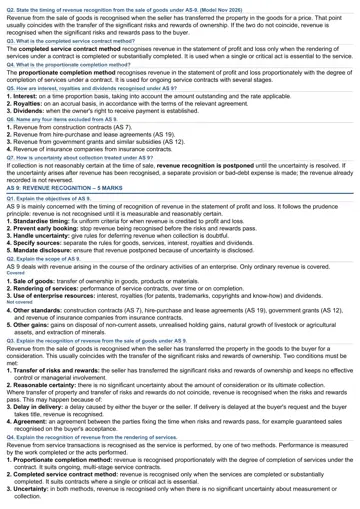 Q2. State the timing of revenue recognition from the sale of goods under AS-9. (Model Nov 2026)
Revenue from the sale of goods is recognised when the seller has transferred the property in the goods for a price. That point
usually coincides with the transfer of the significant risks and rewards of ownership. If the two do not coincide, revenue is
recognised when the significant risks and rewards pass to the buyer.
Q3. What is the completed service contract method?
The completed service contract method recognises revenue in the statement of profit and loss only when the rendering of
services under a contract is completed or substantially completed. It is used when a single or critical act is essential to the service.
Q4. What is the proportionate completion method?
The proportionate completion method recognises revenue in the statement of profit and loss proportionately with the degree of
completion of services under a contract. It is used for ongoing service contracts with several stages.
Q5. How are interest, royalties and dividends recognised under AS 9?
1. Interest: on a time proportion basis, taking into account the amount outstanding and the rate applicable.
2. Royalties: on an accrual basis, in accordance with the terms of the relevant agreement.
3. Dividends: when the owner's right to receive payment is established.
Q6. Name any four items excluded from AS 9.
1. Revenue from construction contracts (AS 7).
2. Revenue from hire-purchase and lease agreements (AS 19).
3. Revenue from government grants and similar subsidies (AS 12).
4. Revenue of insurance companies from insurance contracts.
Q7. How is uncertainty about collection treated under AS 9?
If collection is not reasonably certain at the time of sale, revenue recognition is postponed until the uncertainty is resolved. If
the uncertainty arises after revenue has been recognised, a separate provision or bad-debt expense is made; the revenue already
recorded is not reversed.
AS 9: REVENUE RECOGNITION – 5 MARKS
Q1. Explain the objectives of AS 9.
AS 9 is mainly concerned with the timing of recognition of revenue in the statement of profit and loss. It follows the prudence
principle: revenue is not recognised until it is measurable and reasonably certain.
1. Standardise timing: fix uniform criteria for when revenue is credited to profit and loss.
2. Prevent early booking: stop revenue being recognised before the risks and rewards pass.
3. Handle uncertainty: give rules for deferring revenue when collection is doubtful.
4. Specify sources: separate the rules for goods, services, interest, royalties and dividends.
5. Mandate disclosure: ensure that revenue postponed because of uncertainty is disclosed.
Q2. Explain the scope of AS 9.
AS 9 deals with revenue arising in the course of the ordinary activities of an enterprise. Only ordinary revenue is covered.
Covered
1. Sale of goods: transfer of ownership in goods, products or materials.
2. Rendering of services: performance of service contracts, over time or on completion.
3. Use of enterprise resources: interest, royalties (for patents, trademarks, copyrights and know-how) and dividends.
Not covered
4. Other standards: construction contracts (AS 7), hire-purchase and lease agreements (AS 19), government grants (AS 12),
and revenue of insurance companies from insurance contracts.
5. Other gains: gains on disposal of non-current assets, unrealised holding gains, natural growth of livestock or agricultural
assets, and extraction of minerals.
Q3. Explain the recognition of revenue from the sale of goods under AS 9.
Revenue from the sale of goods is recognised when the seller has transferred the property in the goods to the buyer for a
consideration. This usually coincides with the transfer of the significant risks and rewards of ownership. Two conditions must be
met:
1. Transfer of risks and rewards: the seller has transferred the significant risks and rewards of ownership and keeps no effective
control or managerial involvement.
2. Reasonable certainty: there is no significant uncertainty about the amount of consideration or its ultimate collection.
Where transfer of property and transfer of risks and rewards do not coincide, revenue is recognised when the risks and rewards
pass. This may happen because of:
3. Delay in delivery: a delay caused by either the buyer or the seller. If delivery is delayed at the buyer's request and the buyer
takes title, revenue is recognised.
4. Agreement: an agreement between the parties fixing the time when risks and rewards pass, for example guaranteed sales
recognised on the buyer's acceptance.
Q4. Explain the recognition of revenue from the rendering of services.
Revenue from service transactions is recognised as the service is performed, by one of two methods. Performance is measured
by the work completed or the acts performed.
1. Proportionate completion method: revenue is recognised proportionately with the degree of completion of services under the
contract. It suits ongoing, multi-stage service contracts.
2. Completed service contract method: revenue is recognised only when the services are completed or substantially
completed. It suits contracts where a single or critical act is essential.
3. Uncertainty: in both methods, revenue is recognised only when there is no significant uncertainty about measurement or
collection.